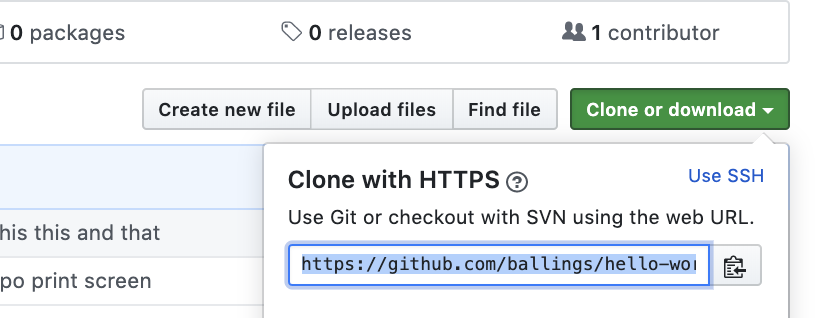 0 packages
0 releases
1 contributor
Create new file
Upload files
Find file
Clone or download
Clone with HTTPS
Use SSH
Use Git or checkout with SVN using the web URL.
his this and that
https://github.com/ballings/hello-wor
po print screen